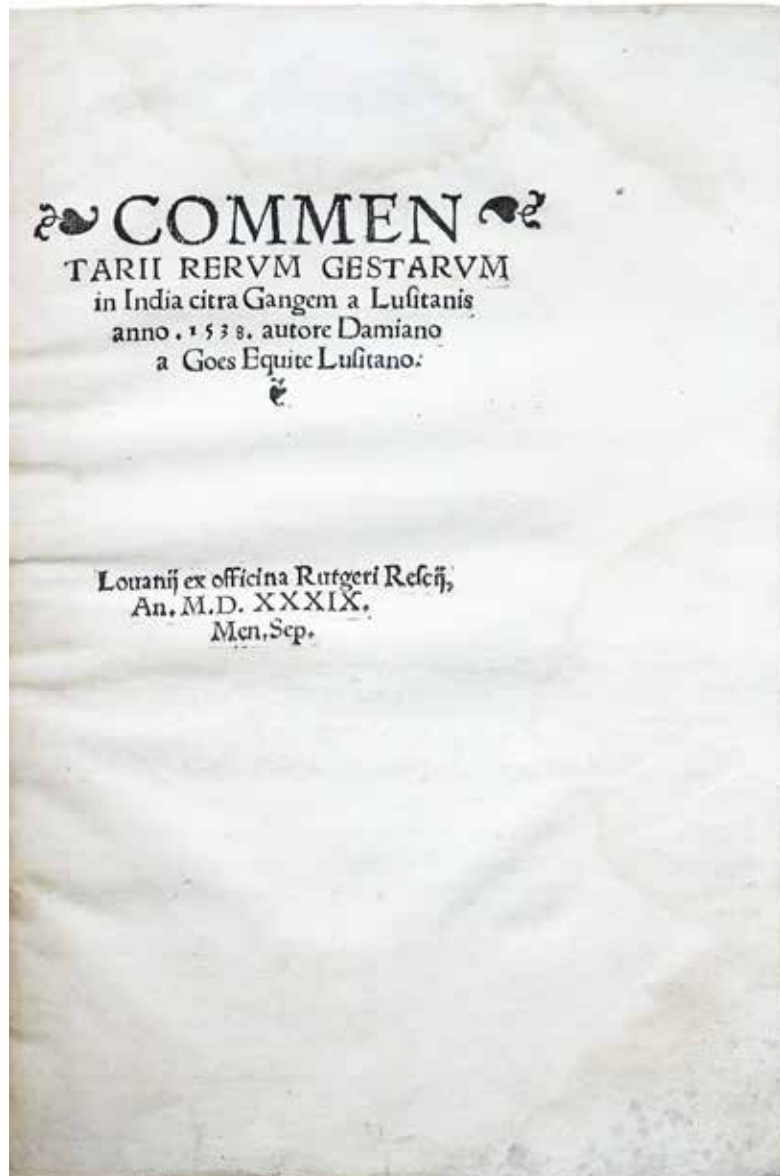 COMMEN
TARII RERVM GESTARVM
in India citra Gangem a Luſitanis
anno . 1538. autore Damiano
a Goes Equite Luſitano:
Louanij ex officina Rutgeri Reſcij,
An. M.D. XXXIX.
Men.Sep.